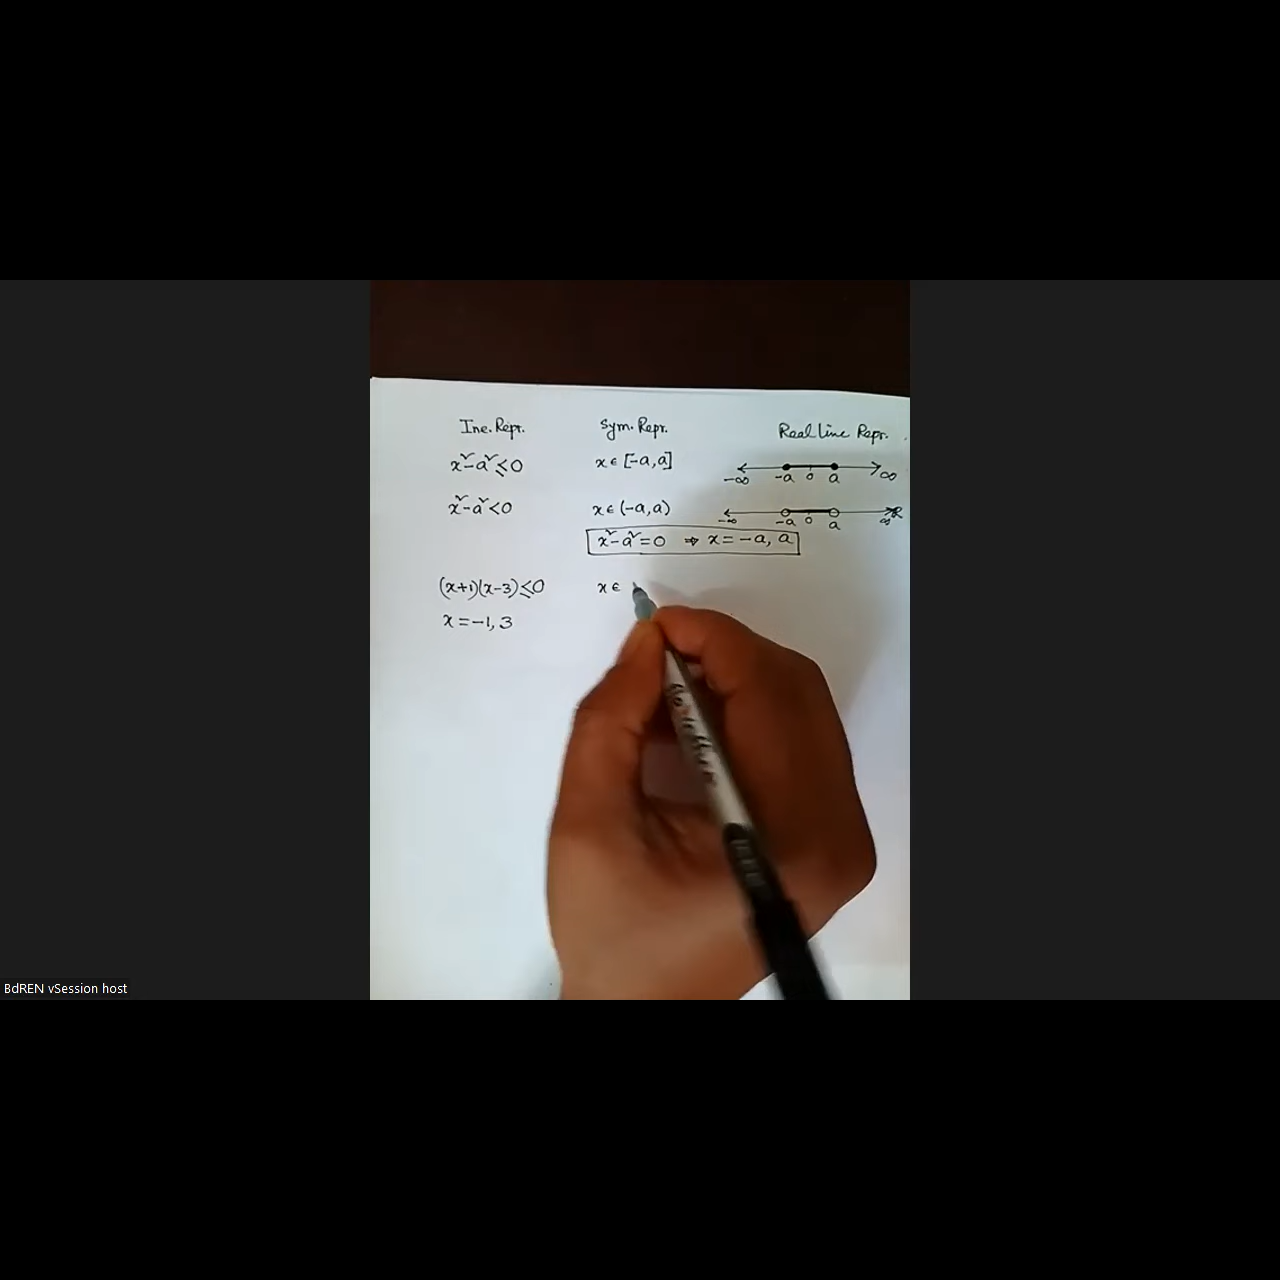 Ine. Repr. Sym. Repr. Real Line Repr.
x²-a² ≤ 0 x ∈ [-a, a] -∞ -a 0 a ∞
x²-a² < 0 x ∈ (-a, a) -∞ -a 0 a ∞
x²-a² = 0 ⇒ x = -a, a
(x+1)(x-3) ≤ 0 x ∈
x = -1, 3
BdREN vSession host